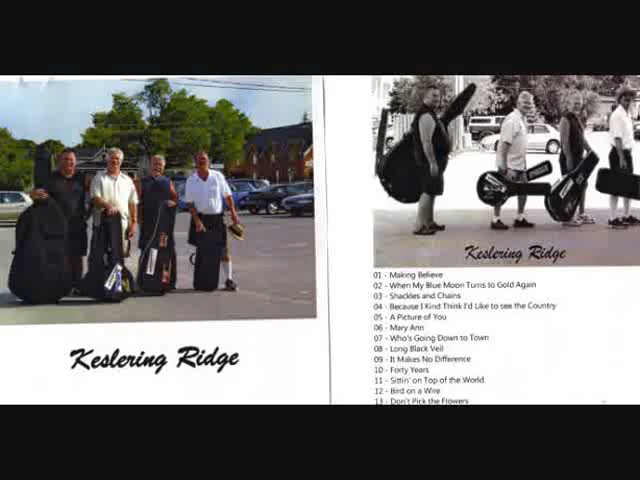 Keslering Ridge
Keslering Ridge
01 - Making Believe
02 - When My Blue Moon Turns to Gold Again
03 - Shackles and Chains
04 - Because I Kind Think I'd Like to see the Country
05 - A Picture of You
06 - Mary Ann
07 - Who's Going Down to Town
08 - Long Black Veil
09 - It Makes No Difference
10 - Forty Years
11 - Sittin' on Top of the World
12 - Bird on a Wire
13 - Don't Pick the Flowers